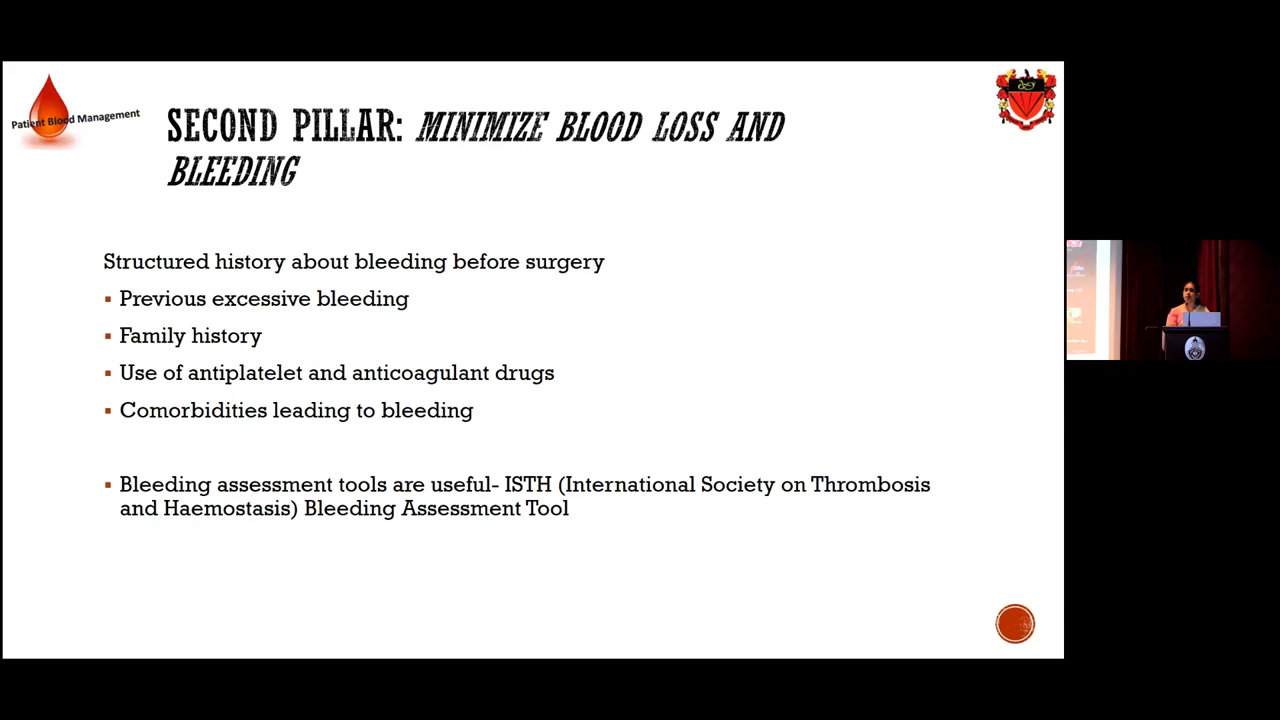 Patient Blood Management
SECOND PILLAR: MINIMIZE BLOOD LOSS AND
BLEEDING
Structured history about bleeding before surgery
▪ Previous excessive bleeding
▪ Family history
▪ Use of antiplatelet and anticoagulant drugs
▪ Comorbidities leading to bleeding
▪ Bleeding assessment tools are useful- ISTH (International Society on Thrombosis
and Haemostasis) Bleeding Assessment Tool